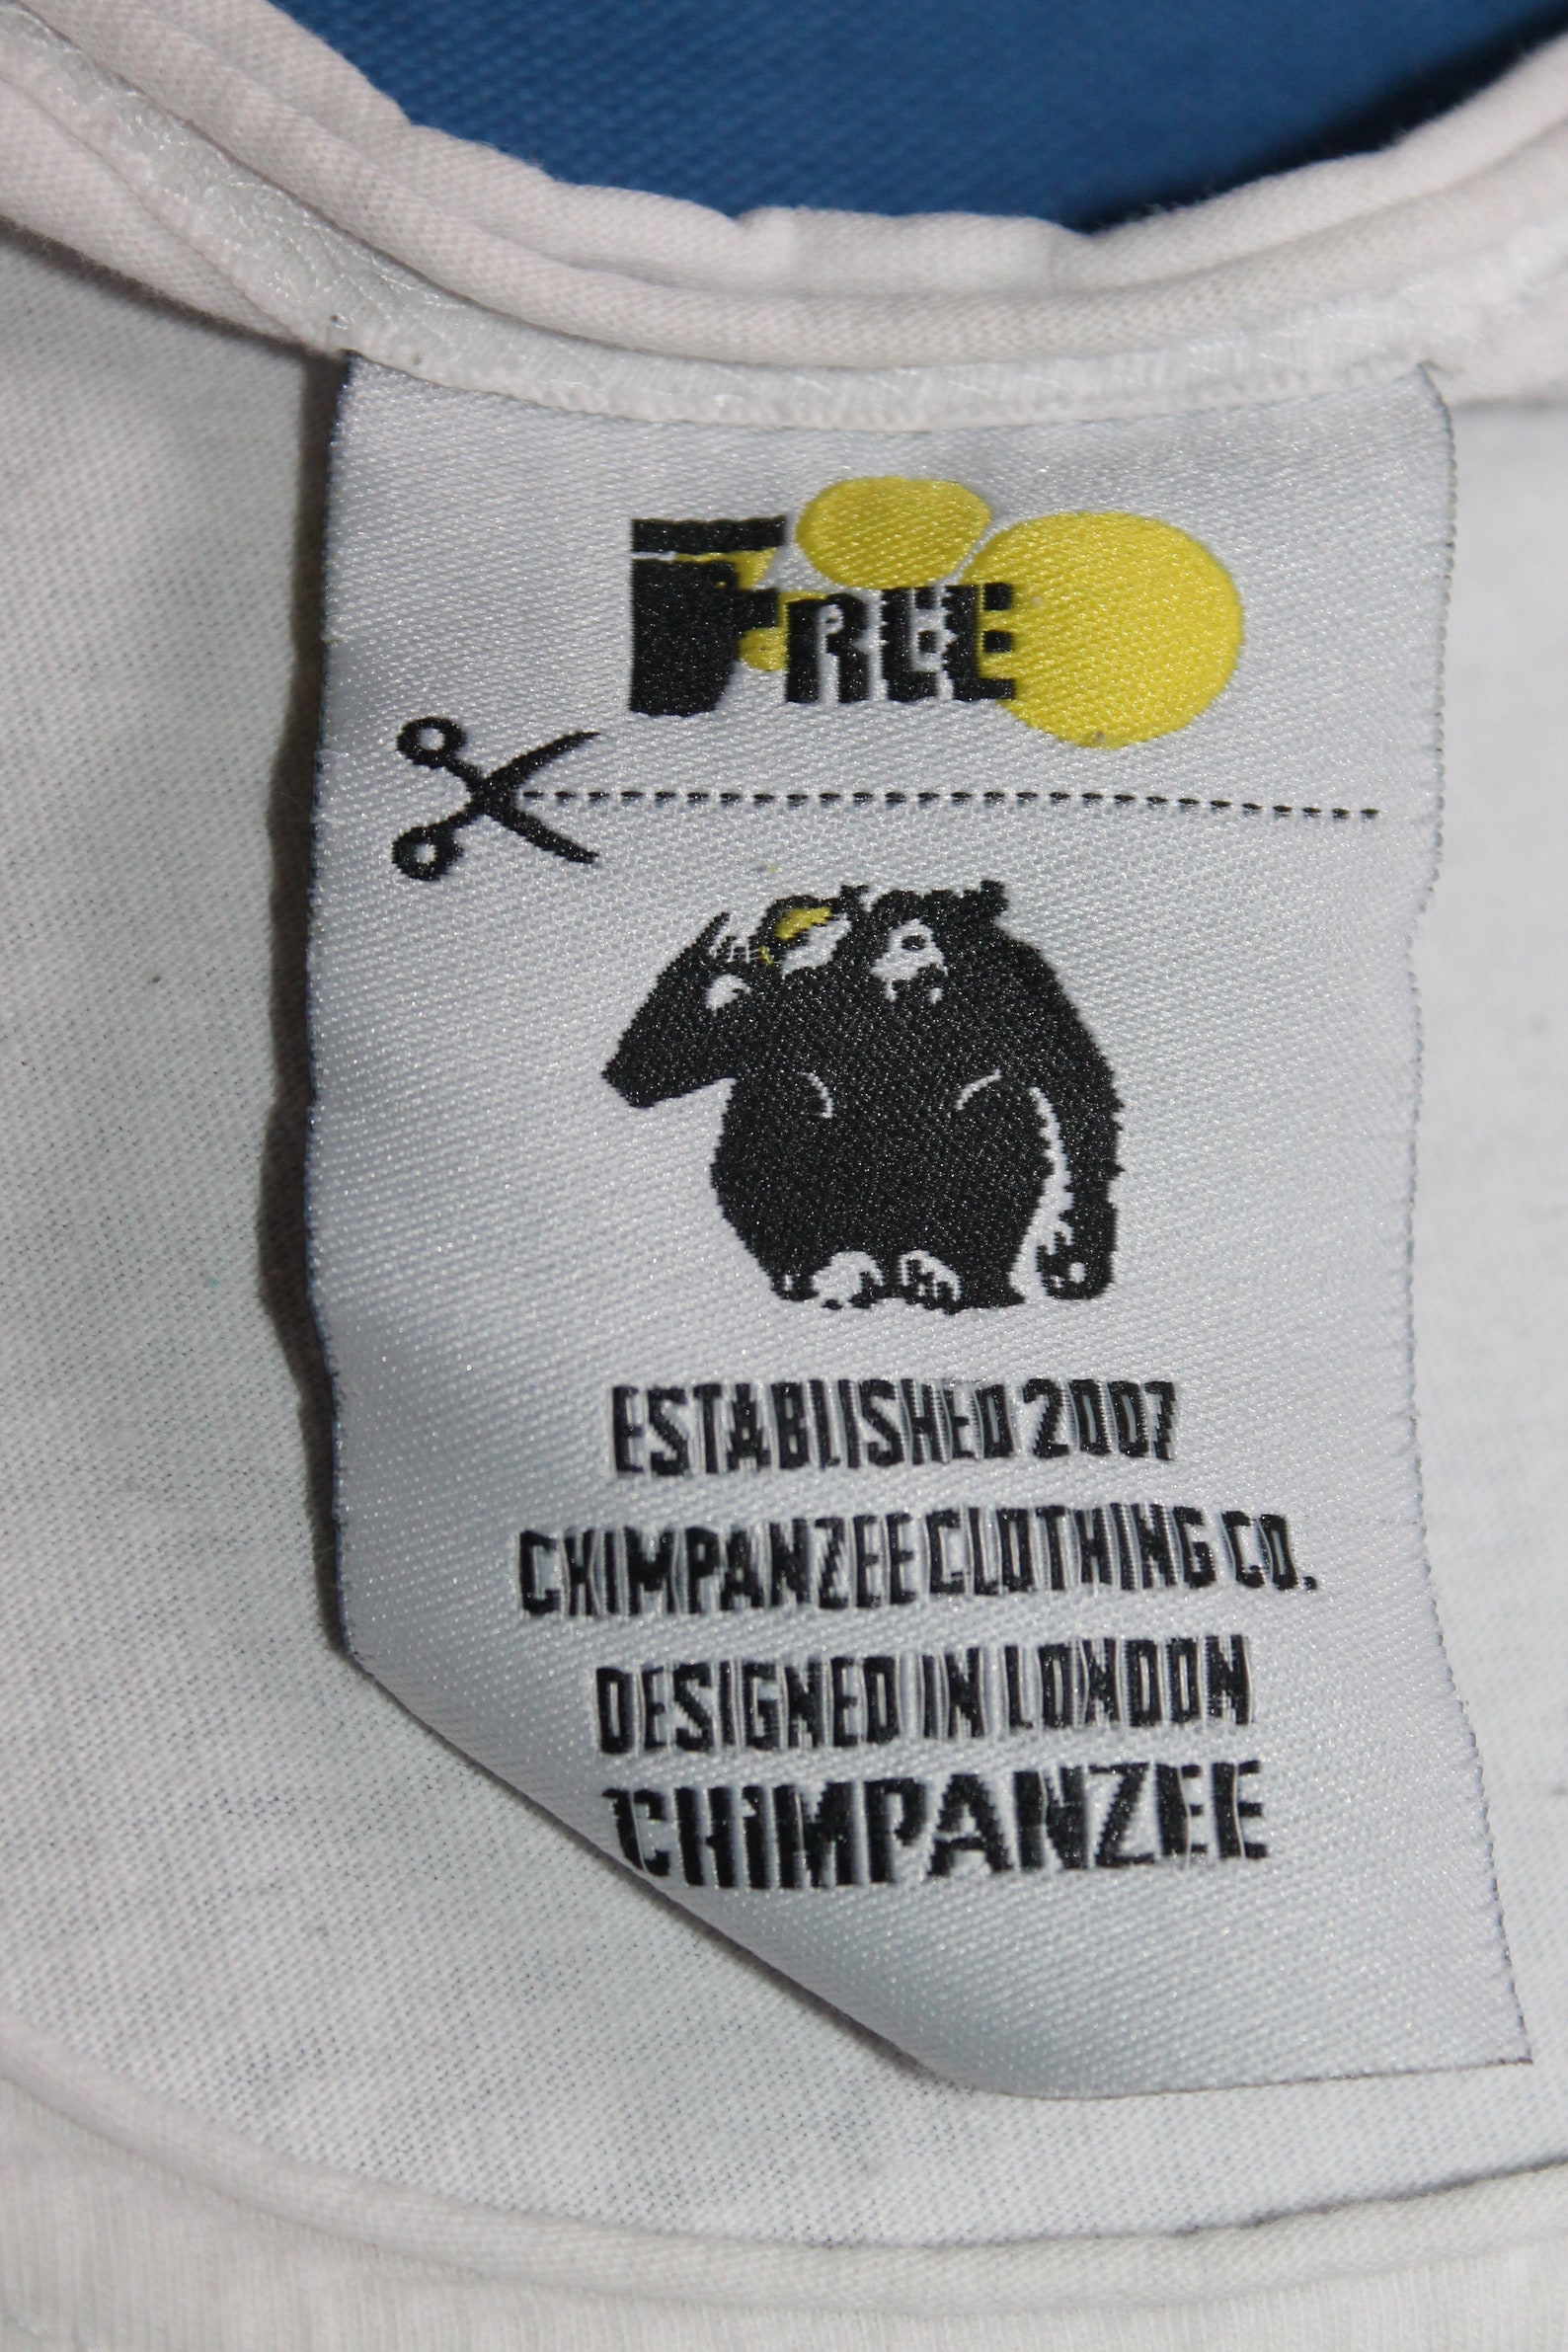 FREE
ESTABLISHED 2007
CHIMPANZEE CLOTHING CO.
DESIGNED IN LONDON
CHIMPANZEE